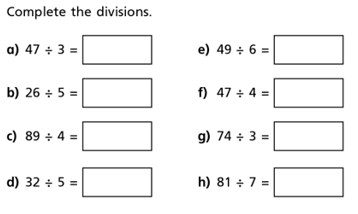 Complete the divisions.
a) 47 ÷ 3 =
b) 26 ÷ 5 =
c) 89 ÷ 4 =
d) 32 ÷ 5 =
e) 49 ÷ 6 =
f) 47 ÷ 4 =
g) 74 ÷ 3 =
h) 81 ÷ 7 =